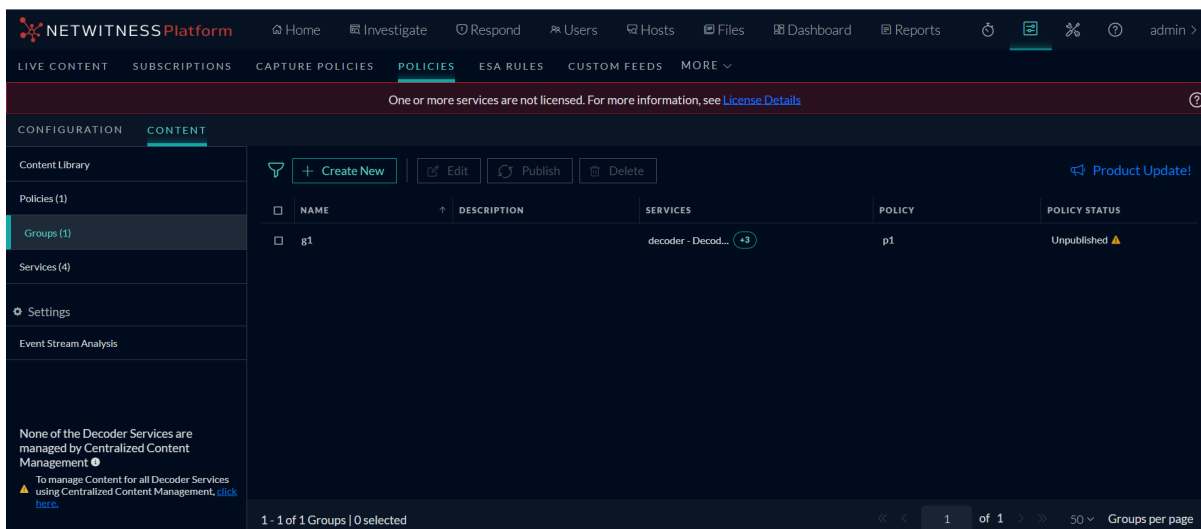 NETWITNESS Platform Home Investigate Respond Users Hosts Files Dashboard Reports admin >
LIVE CONTENT SUBSCRIPTIONS CAPTURE POLICIES POLICIES ESA RULES CUSTOM FEEDS MORE
One or more services are not licensed. For more information, see License Details
CONFIGURATION CONTENT
Content Library
Policies (1)
Groups (1)
Services (4)
Settings
Event Stream Analysis
None of the Decoder Services are
managed by Centralized Content
Management
To manage Content for all Decoder Services
using Centralized Content Management, click
here.
+ Create New Edit Publish Delete Product Update!
NAME ↑ DESCRIPTION SERVICES POLICY POLICY STATUS
g1 decoder - Decod... +3 p1 Unpublished
1 - 1 of 1 Groups | 0 selected « < 1 of 1 > » 50 Groups per page